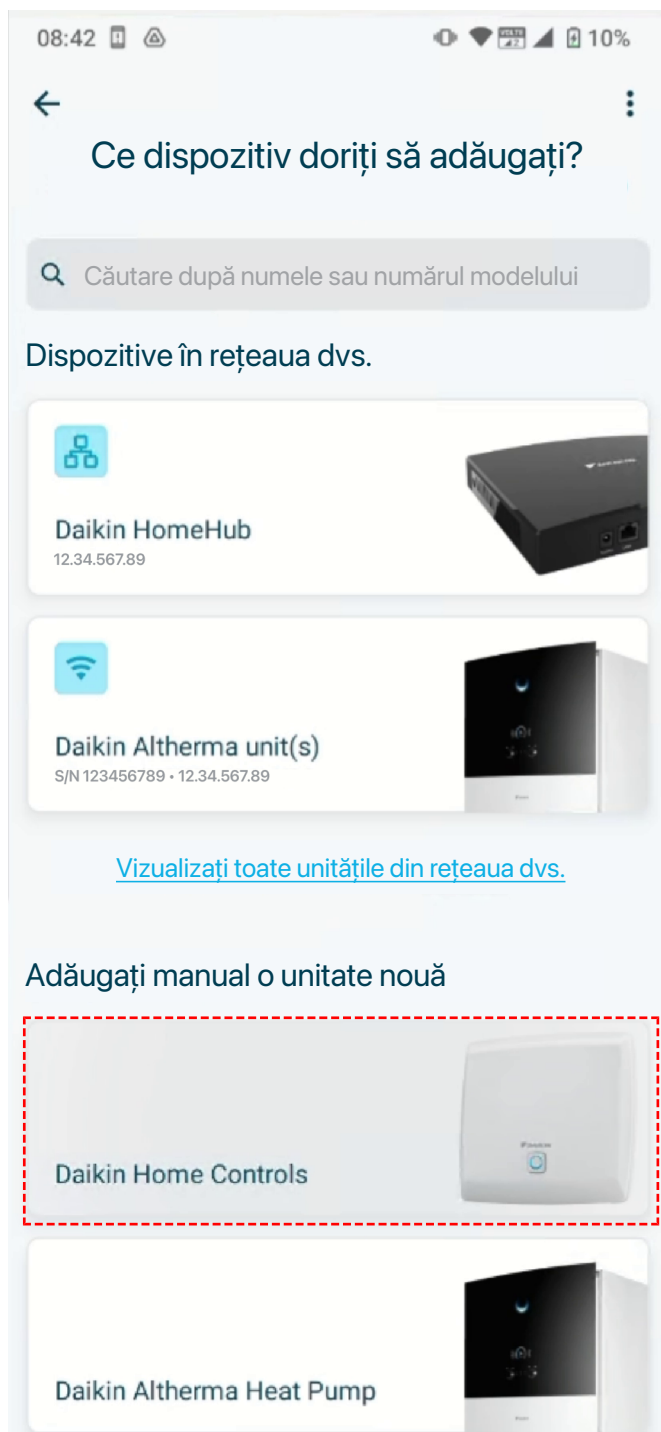 08:42
10%
Ce dispozitiv doriți să adăugați?
Căutare după numele sau numărul modelului
Dispozitive în rețeaua dvs.
Daikin HomeHub
12.34.567.89
Daikin Altherma unit(s)
S/N 123456789 • 12.34.567.89
Vizualizați toate unitățile din rețeaua dvs.
Adăugați manual o unitate nouă
Daikin Home Controls
Daikin Altherma Heat Pump